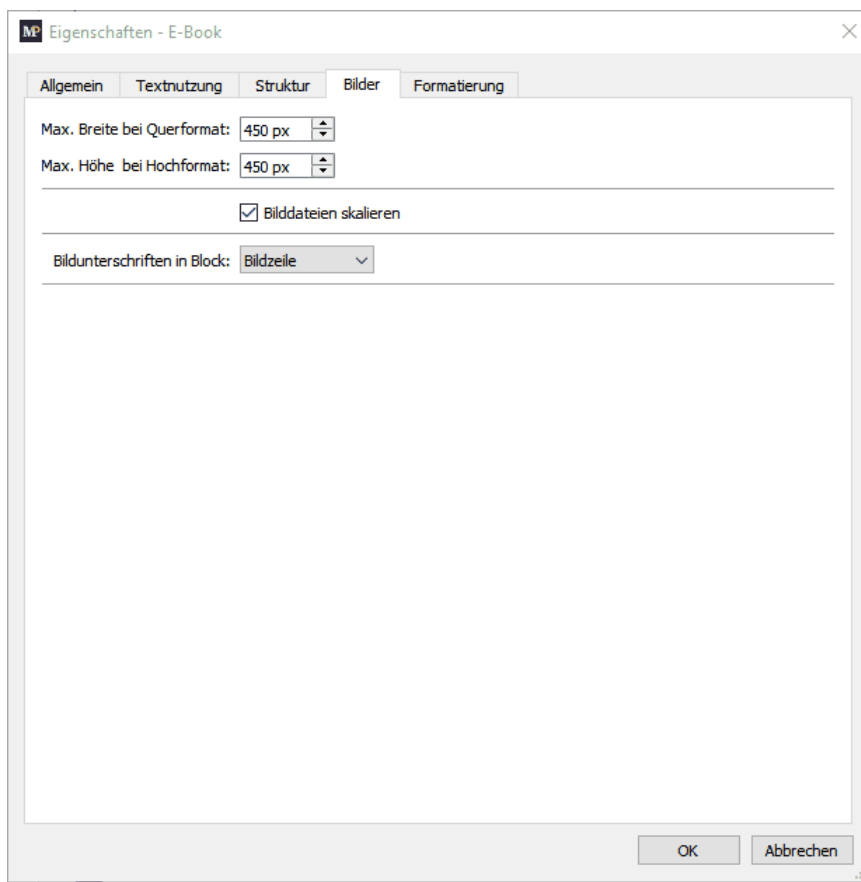 MP Eigenschaften - E-Book
Allgemein Textnutzung Struktur Bilder Formatierung
Max. Breite bei Querformat: 450 px
Max. Höhe bei Hochformat: 450 px
Bilddateien skalieren
Bildunterschriften in Block: Bildzeile
OK Abbrechen